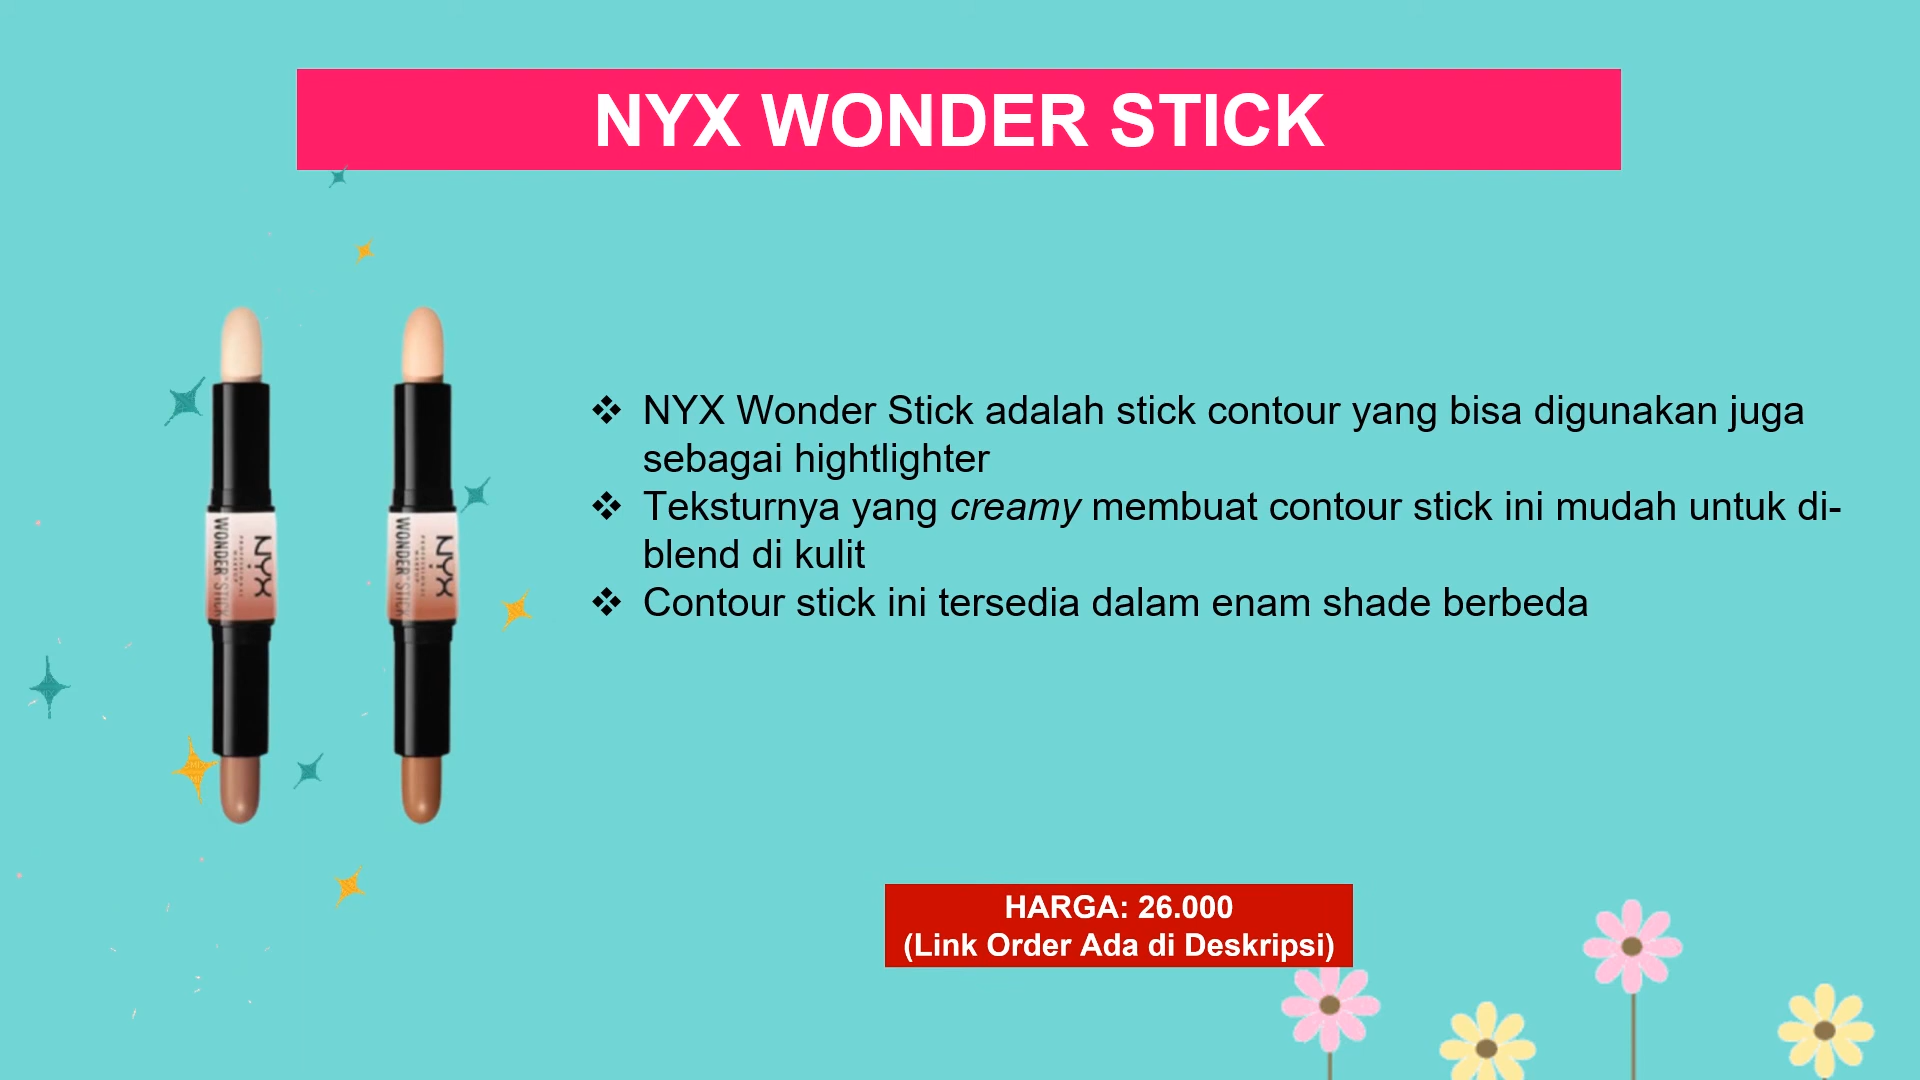 NYX WONDER STICK
❖ NYX Wonder Stick adalah stick contour yang bisa digunakan juga
sebagai hightlighter
❖ Teksturnya yang creamy membuat contour stick ini mudah untuk di-
blend di kulit
❖ Contour stick ini tersedia dalam enam shade berbeda
NYX
WONDER STICK
NYX
WONDER STICK
HARGA: 26.000
(Link Order Ada di Deskripsi)